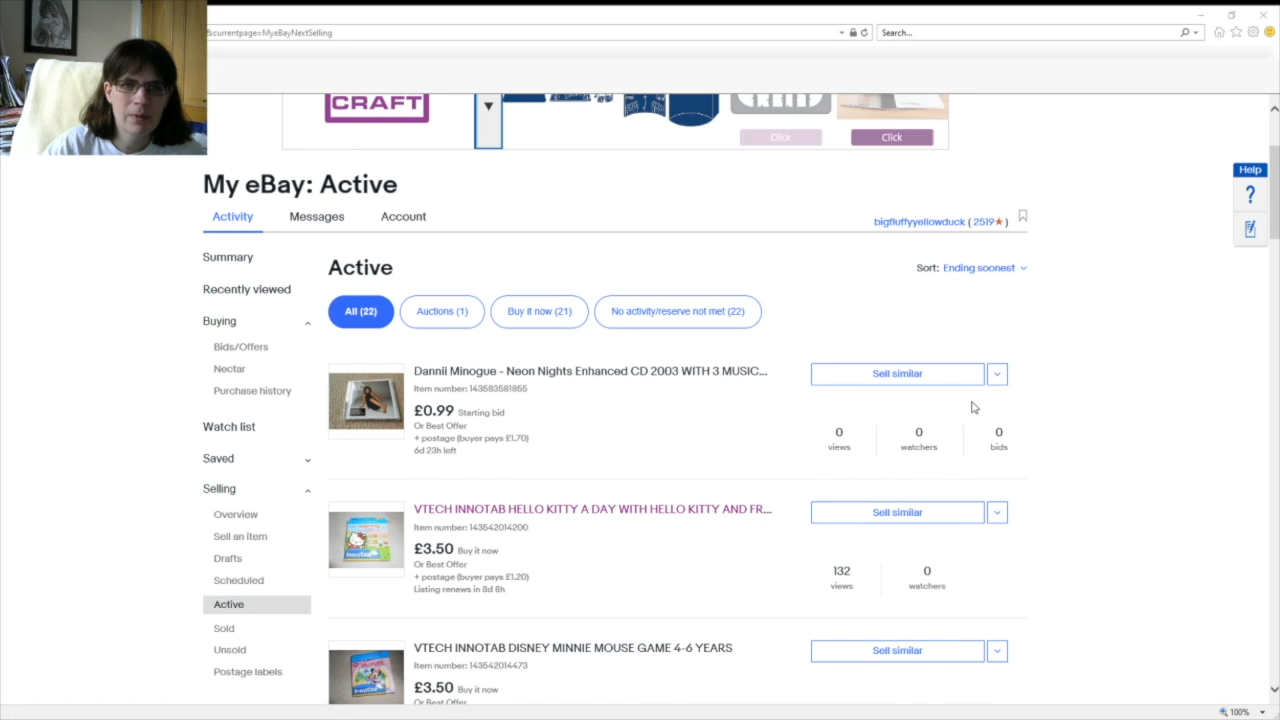 &currentpage=MyeBayNextSelling
Search...
CRAFT
Click
Click
Help
?
My eBay: Active
Activity
Messages
Account
bigfluffyyellowduck ( 2519★ )
Summary
Recently viewed
Buying
Bids/Offers
Nectar
Purchase history
Watch list
Saved
Selling
Overview
Sell an item
Drafts
Scheduled
Active
Sold
Unsold
Postage labels
Active
Sort: Ending soonest
All (22)
Auctions (1)
Buy it now (21)
No activity/reserve not met (22)
Dannii Minogue - Neon Nights Enhanced CD 2003 WITH 3 MUSIC...
Item number: 143583581855
£0.99 Starting bid
Or Best Offer
+ postage (buyer pays £1.70)
6d 23h left
Sell similar
0 0 0
views watchers bids
VTECH INNOTAB HELLO KITTY A DAY WITH HELLO KITTY AND FR...
Item number: 143542014200
£3.50 Buy it now
Or Best Offer
+ postage (buyer pays £1.20)
Listing renews in 8d 8h
Sell similar
132 0
views watchers
VTECH INNOTAB DISNEY MINNIE MOUSE GAME 4-6 YEARS
Item number: 143542014473
£3.50 Buy it now
Or Best Offer
Sell similar
100%